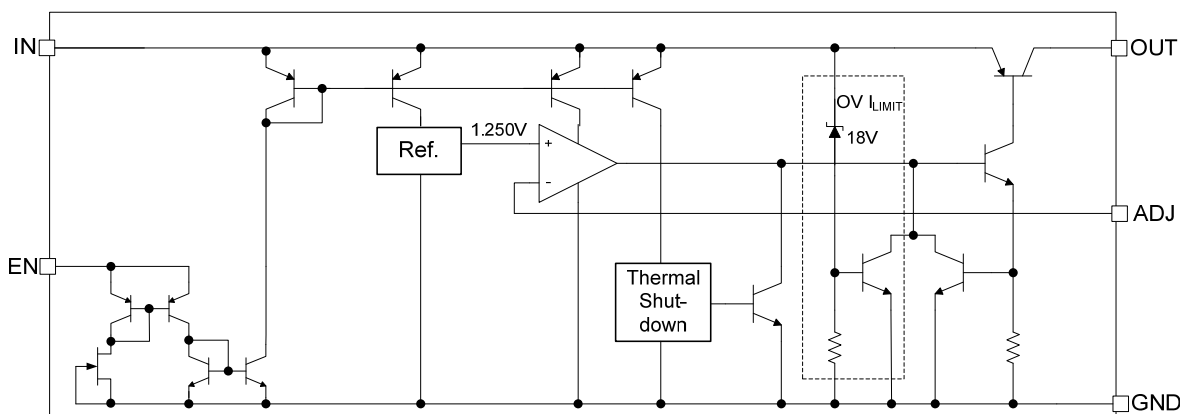 IN
OUT
OV I_LIMIT
18V
1.250V
Ref.
+
-
ADJ
EN
Thermal
Shut-
down
GND